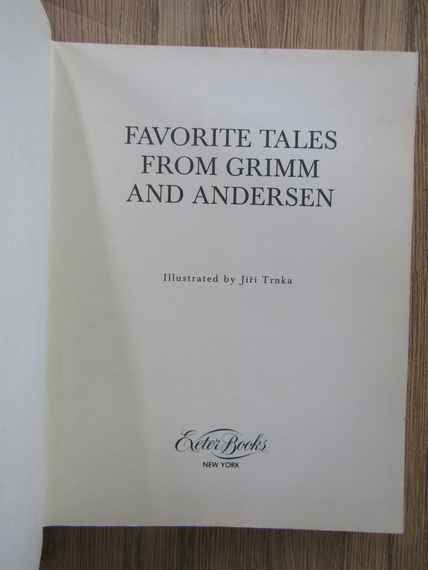 FAVORITE TALES
FROM GRIMM
AND ANDERSEN
Illustrated by Jiří Trnka
Exeter Books
NEW YORK